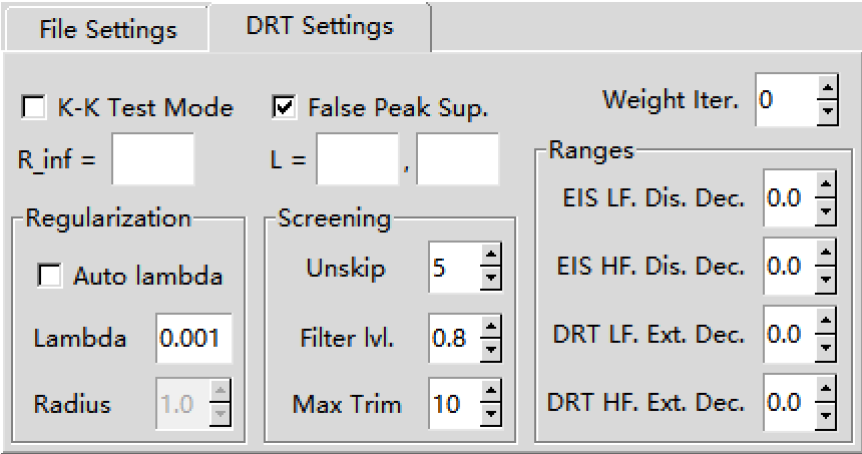 File Settings
DRT Settings
K-K Test Mode
False Peak Sup.
Weight Iter. 0
R_inf =
L = ,
Regularization
Auto lambda
Lambda 0.001
Radius 1.0
Screening
Unskip 5
Filter lvl. 0.8
Max Trim 10
Ranges
EIS LF. Dis. Dec. 0.0
EIS HF. Dis. Dec. 0.0
DRT LF. Ext. Dec. 0.0
DRT HF. Ext. Dec. 0.0